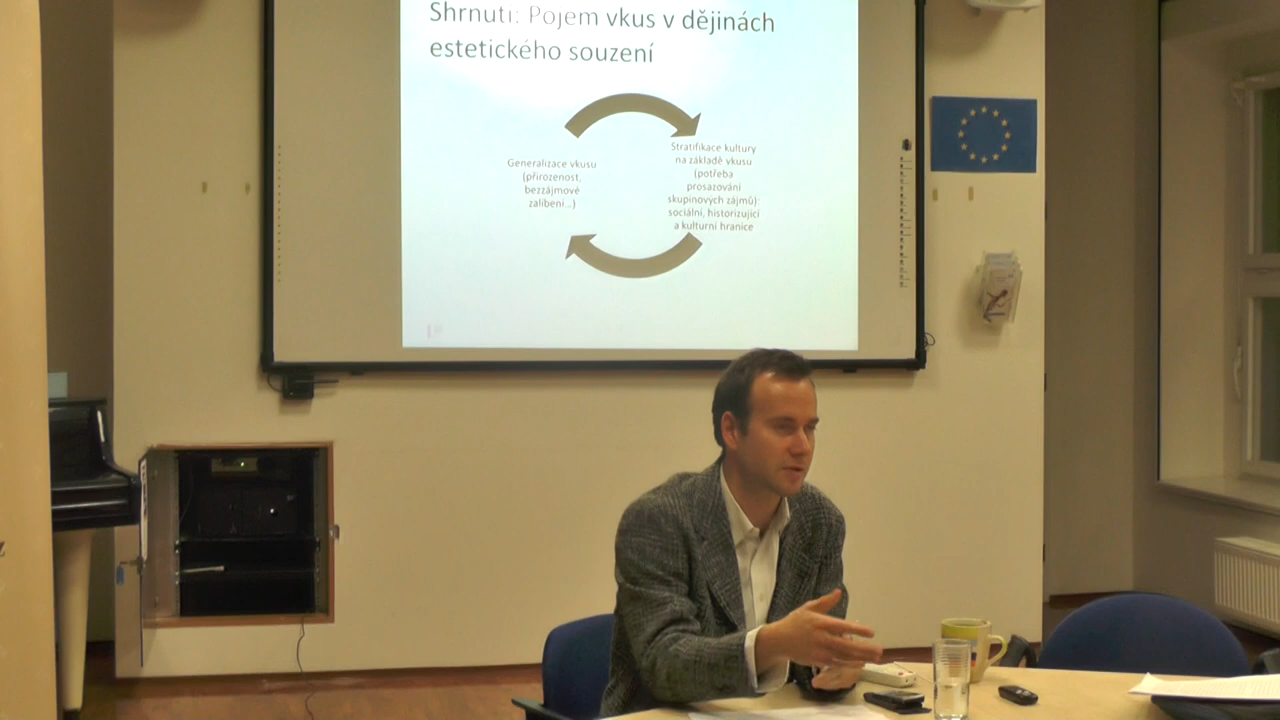 Shrnutí: Pojem vkus v dějinách
estetického souzení
Generalizace vkusu
(přirozenost,
bezzájmové
zalíbení...)
Stratifikace kultury
na základě vkusu
(potřeba
prosazování
skupinových zájmů):
sociální, historizující
a kulturní hranice